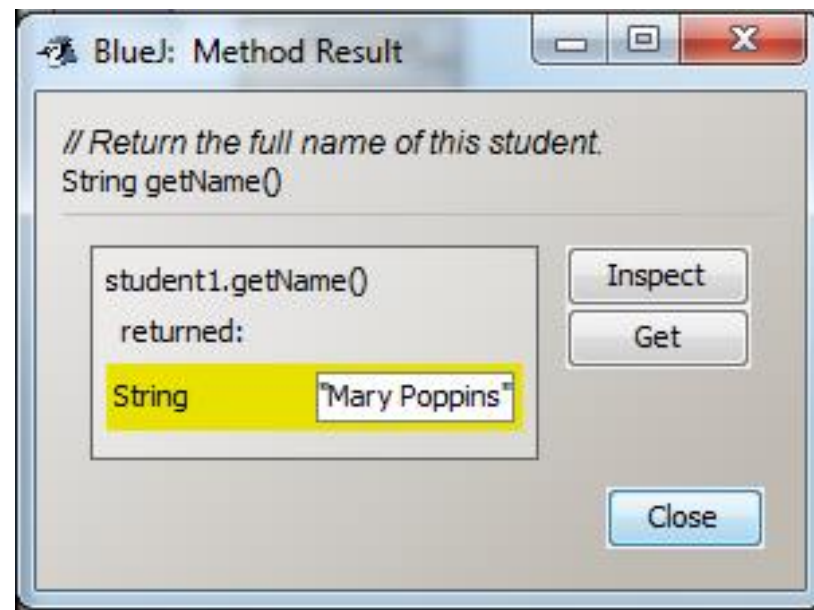 BlueJ: Method Result
// Return the full name of this student.
String getName()
student1.getName()
Inspect
returned:
Get
String "Mary Poppins"
Close